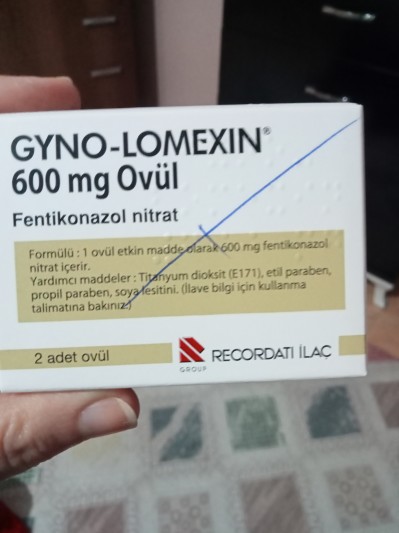 GYNO-LOMEXIN®
600 mg Ovül
Fentikonazol nitrat
Formülü : 1 ovül etkin madde olarak 600 mg fentikonazol
nitrat içerir.
Yardımcı maddeler : Titanyum dioksit (E171), etil paraben,
propil paraben, soya lesitini. (İlave bilgi için kullanma
talimatına bakınız.)
2 adet ovül
RECORDATI İLAÇ
GROUP